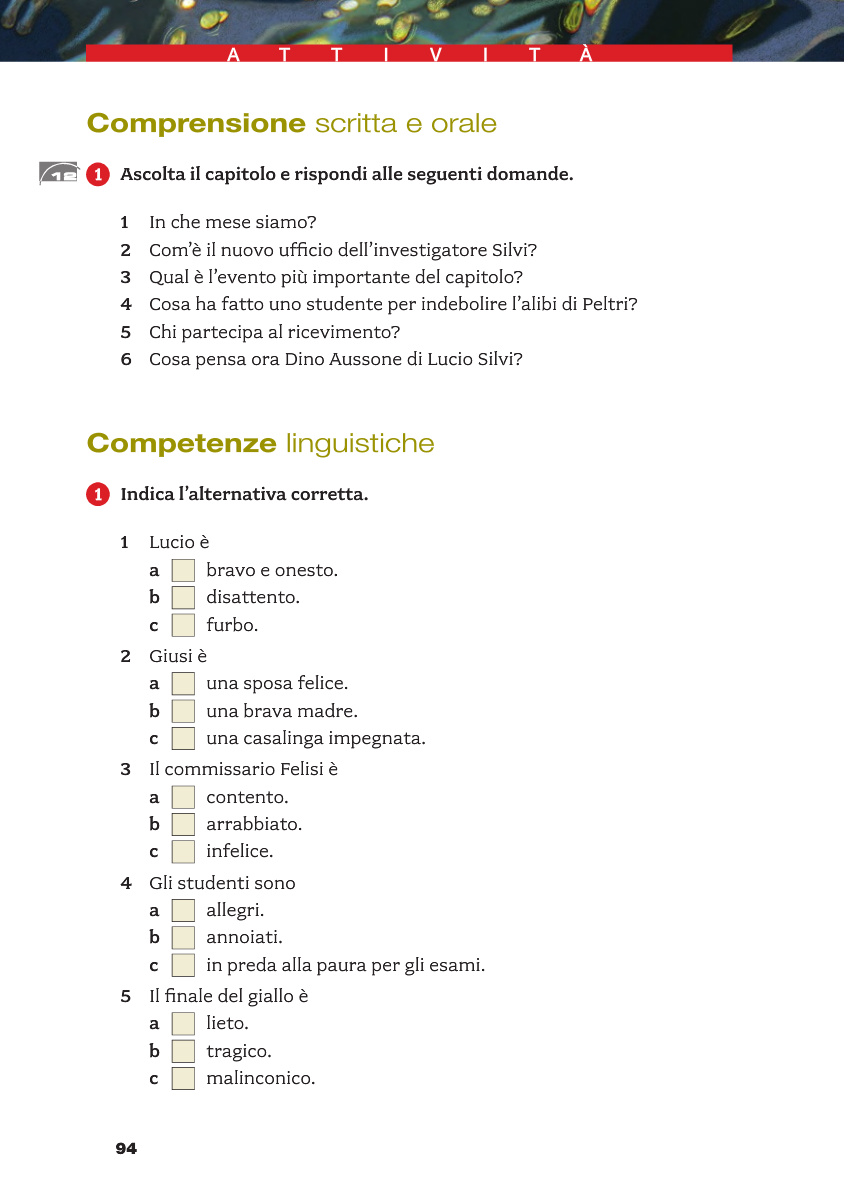 ATTIVITÀ
Comprensione scritta e orale
12 1 Ascolta il capitolo e rispondi alle seguenti domande.
1 In che mese siamo?
2 Com’è il nuovo ufficio dell’investigatore Silvi?
3 Qual è l’evento più importante del capitolo?
4 Cosa ha fatto uno studente per indebolire l’alibi di Peltri?
5 Chi partecipa al ricevimento?
6 Cosa pensa ora Dino Aussone di Lucio Silvi?
Competenze linguistiche
1 Indica l’alternativa corretta.
1 Lucio è
a bravo e onesto.
b disattento.
c furbo.
2 Giusi è
a una sposa felice.
b una brava madre.
c una casalinga impegnata.
3 Il commissario Felisi è
a contento.
b arrabbiato.
c infelice.
4 Gli studenti sono
a allegri.
b annoiati.
c in preda alla paura per gli esami.
5 Il finale del giallo è
a lieto.
b tragico.
c malinconico.
94